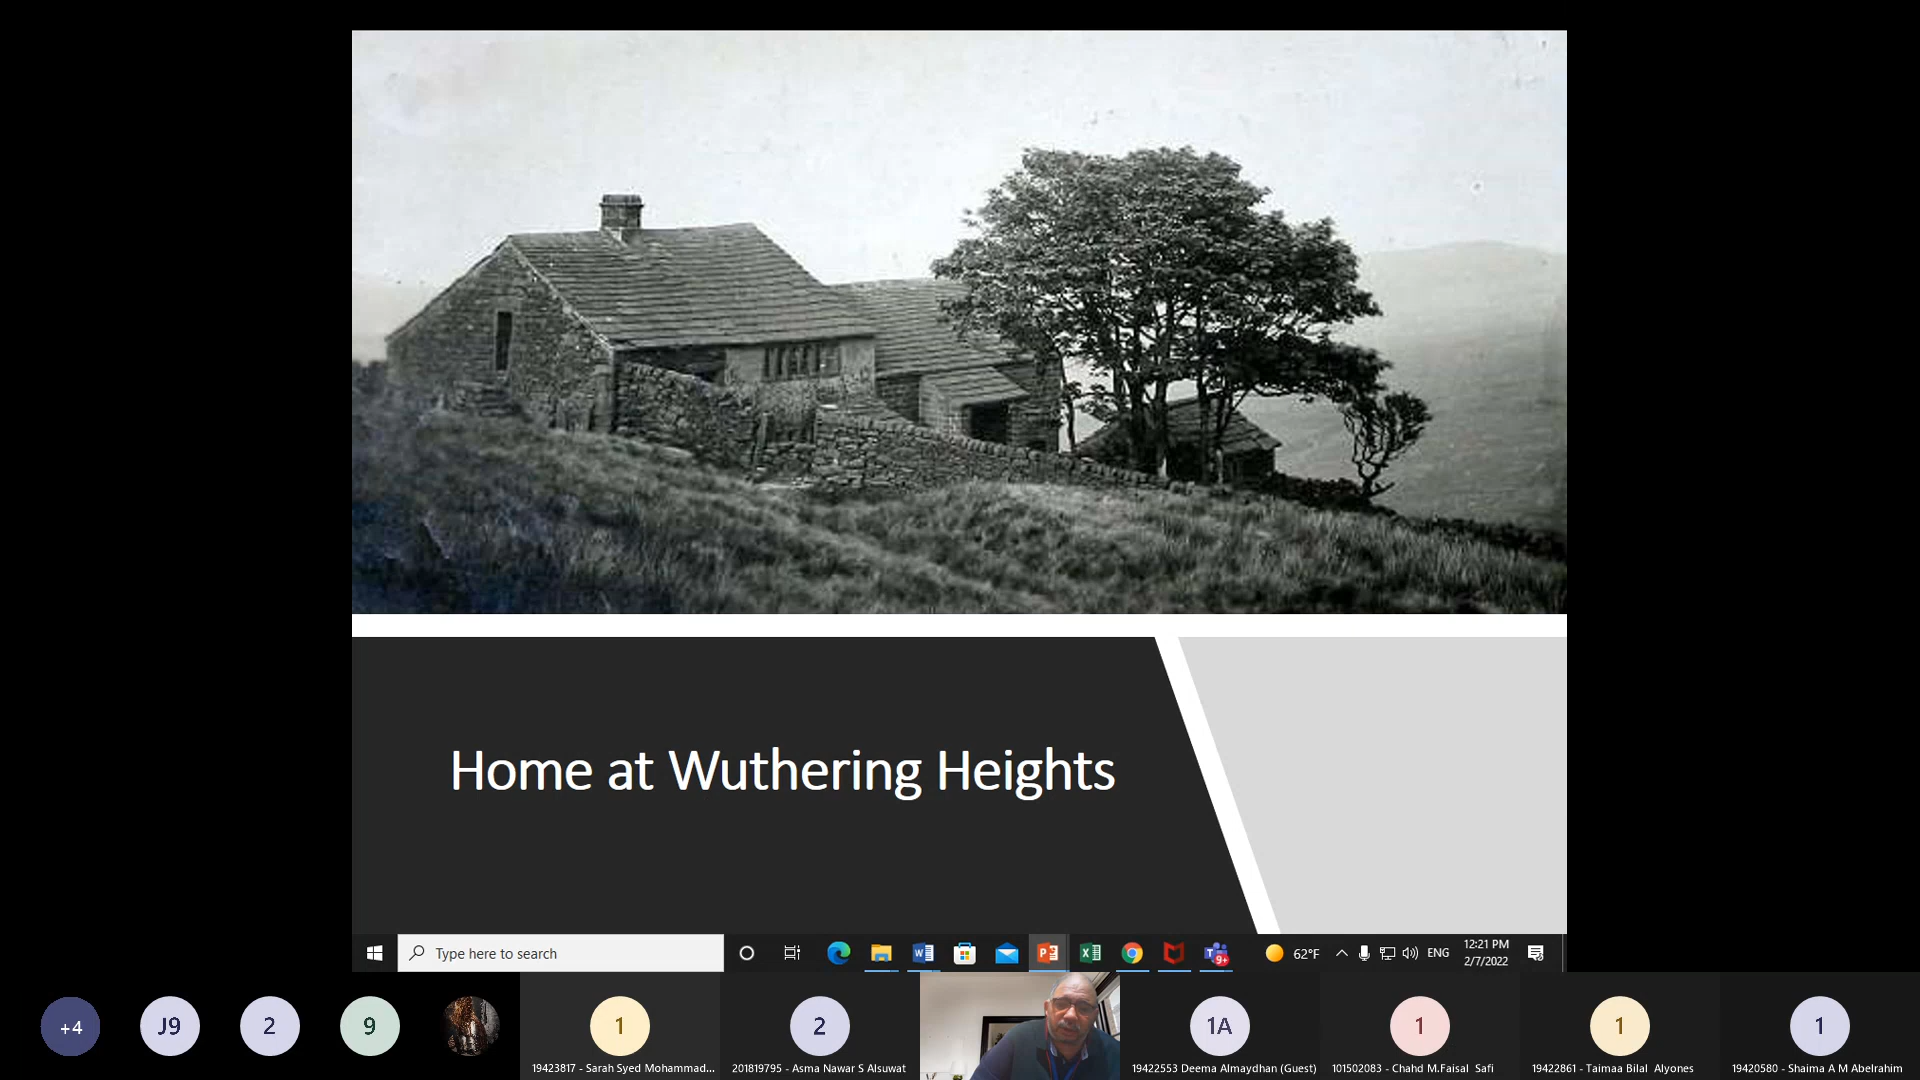 Home at Wuthering Heights
Type here to search
62°F
ENG
12:21 PM
2/7/2022
9+
+4
J9
2
9
1
2
1A
1
1
1
19423817 - Sarah Syed Mohammad...
201819795 - Asma Nawar S Alsuwat
19422553 Deema Almaydhan (Guest)
101502083 - Chahd M.Faisal Safi
19422861 - Taimaa Bilal Alyones
19420580 - Shaima A M Abelrahim